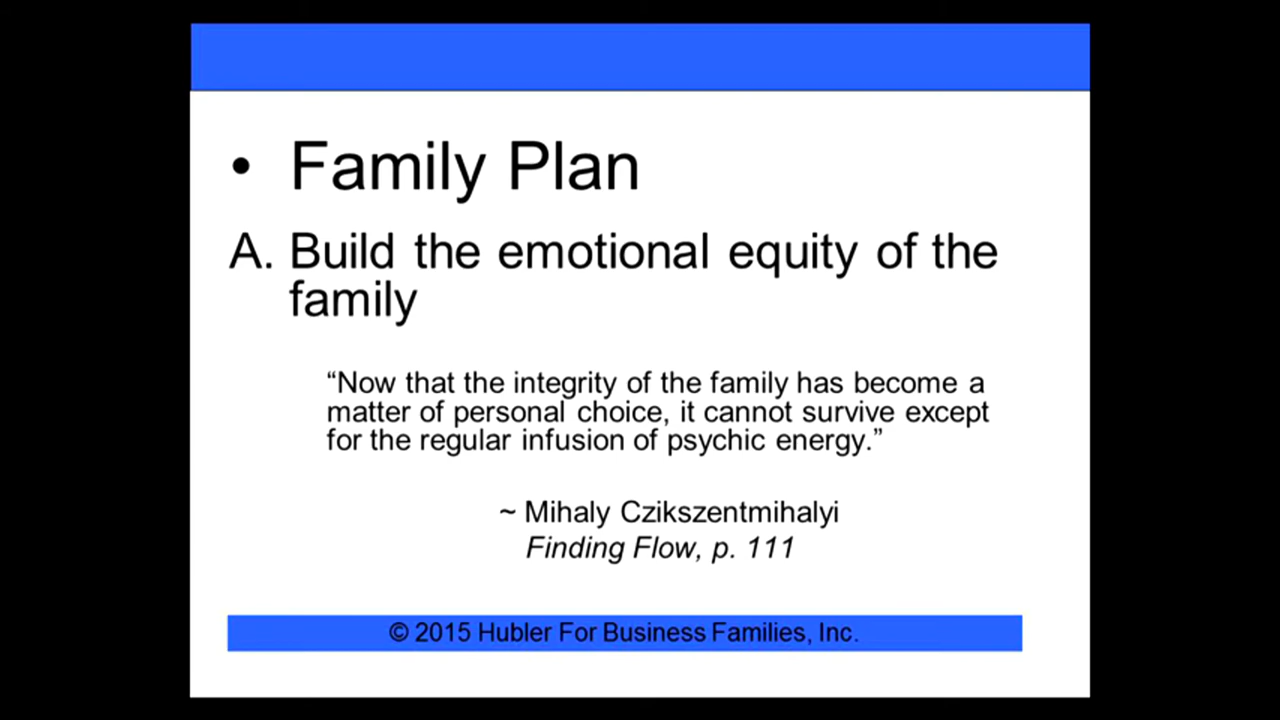 • Family Plan
A. Build the emotional equity of the
family
“Now that the integrity of the family has become a
matter of personal choice, it cannot survive except
for the regular infusion of psychic energy.”
~ Mihaly Czikszentmihalyi
Finding Flow, p. 111
© 2015 Hubler For Business Families, Inc.